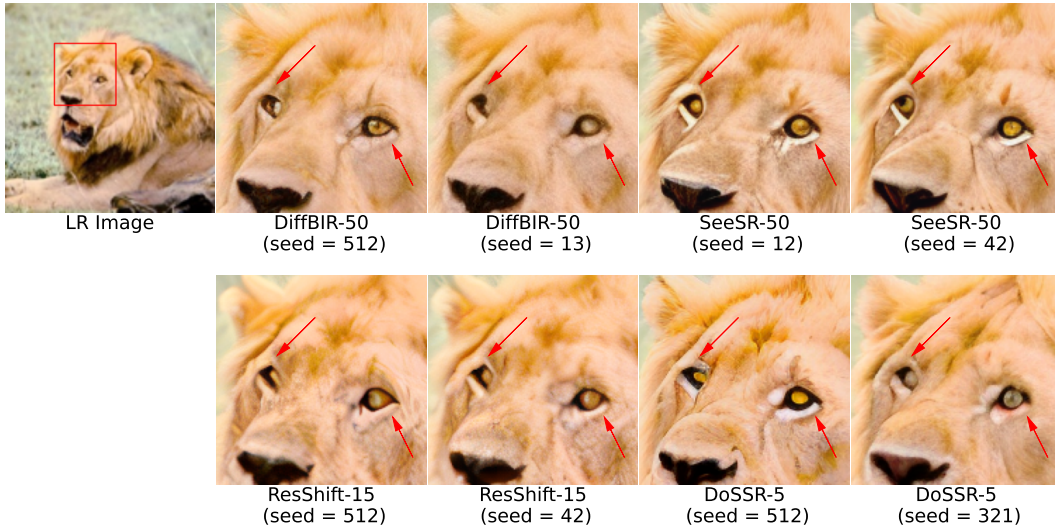 LR Image
DiffBIR-50
(seed = 512)
DiffBIR-50
(seed = 13)
SeeSR-50
(seed = 12)
SeeSR-50
(seed = 42)
ResShift-15
(seed = 512)
ResShift-15
(seed = 42)
DoSSR-5
(seed = 512)
DoSSR-5
(seed = 321)